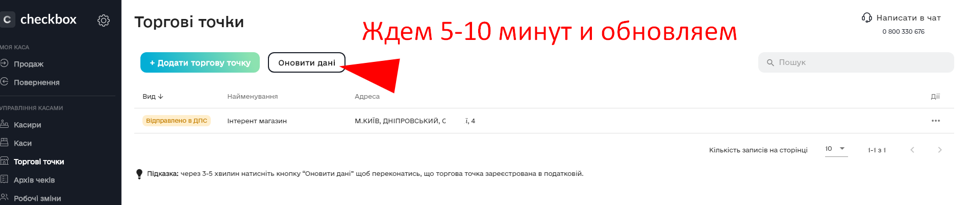 checkbox
МОЯ КАСА
Продаж
Повернення
УПРАВЛІННЯ КАСАМИ
Касири
Каси
Торгові точки
Архів чеків
Робочі зміни
Торгові точки
Ждем 5-10 минут и обновляем
Написати в чат
0 800 330 676
+ Додати торгову точку
Оновити дані
Пошук
Вид ↓ Найменування Адреса Дії
Відправлено в ДПС Інтерент магазин М.КИЇВ, ДНІПРОВСЬКИЙ, С ї, 4 ...
Кількість записів на сторінці 10 1–1 з 1
Підказка: через 3-5 хвилин натисніть кнопку "Оновити дані" щоб переконатись, що торгова точка зареєстрована в податковій.